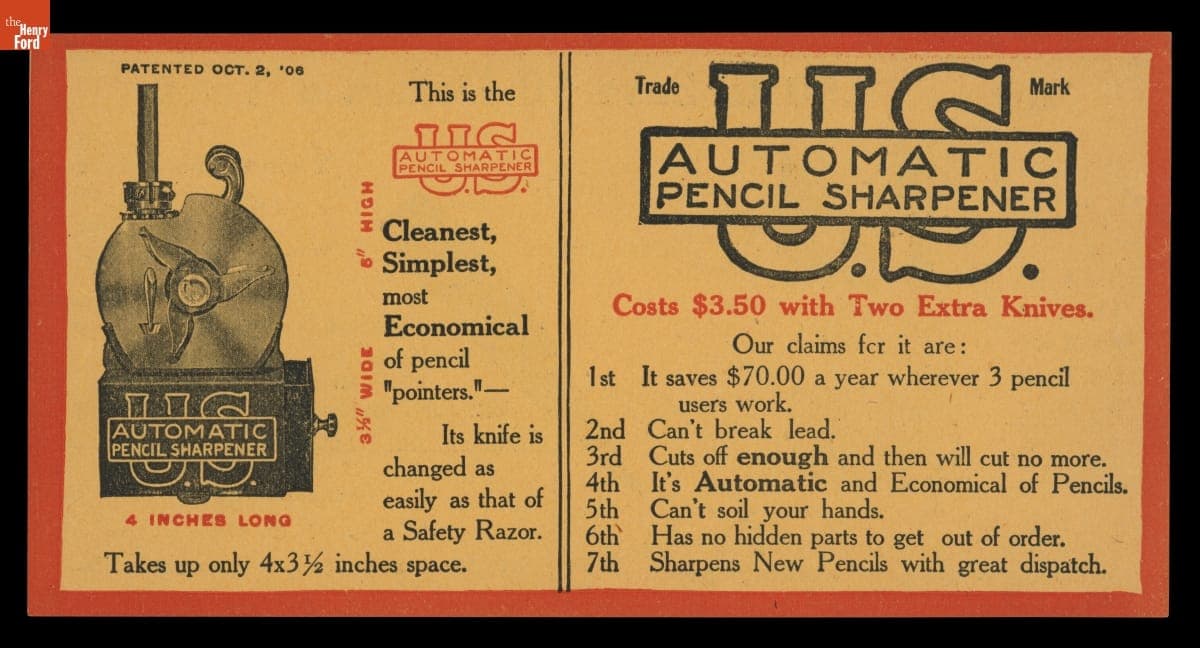 the
Henry
Ford
PATENTED OCT. 2, '06
This is the
U.S.
AUTOMATIC
PENCIL SHARPENER
6" HIGH
3½" WIDE
Cleanest,
Simplest,
most
Economical
of pencil
"pointers."—
Its knife is
changed as
easily as that of
a Safety Razor.
U.S.
AUTOMATIC
PENCIL SHARPENER
4 INCHES LONG
Takes up only 4x3½ inches space.
Trade Mark
U.S.
AUTOMATIC
PENCIL SHARPENER
Costs $3.50 with Two Extra Knives.
Our claims fcr it are:
1st It saves $70.00 a year wherever 3 pencil
users work.
2nd Can't break lead.
3rd Cuts off enough and then will cut no more.
4th It's Automatic and Economical of Pencils.
5th Can't soil your hands.
6th Has no hidden parts to get out of order.
7th Sharpens New Pencils with great dispatch.